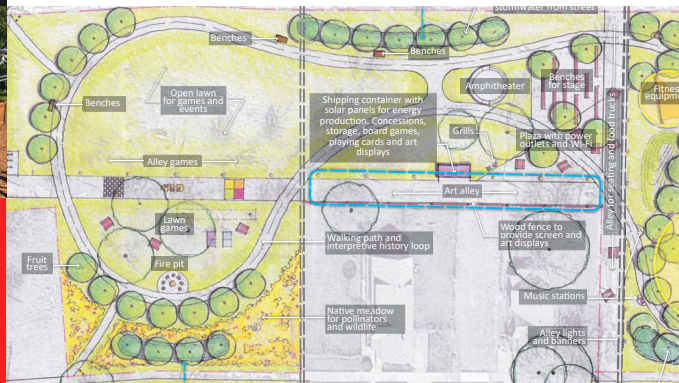 stormwater from street
Benches
Benches
Benches
Open lawn
for games and
events
Alley games
Shipping container with
solar panels for energy
production. Concessions,
storage, board games,
playing cards and art
displays
Amphitheater
Benches
for stage
Fitness
equipme
Grills
Plaza with power
outlets and Wi-Fi
Alley for seating and food trucks
Art alley
Lawn
games
Fire pit
Fruit
trees
Walking path and
interpretive history loop
Wood fence to
provide screen and
art displays
Music stations
Native meadow
for pollinators
and wildlife
Alley lights
and banners